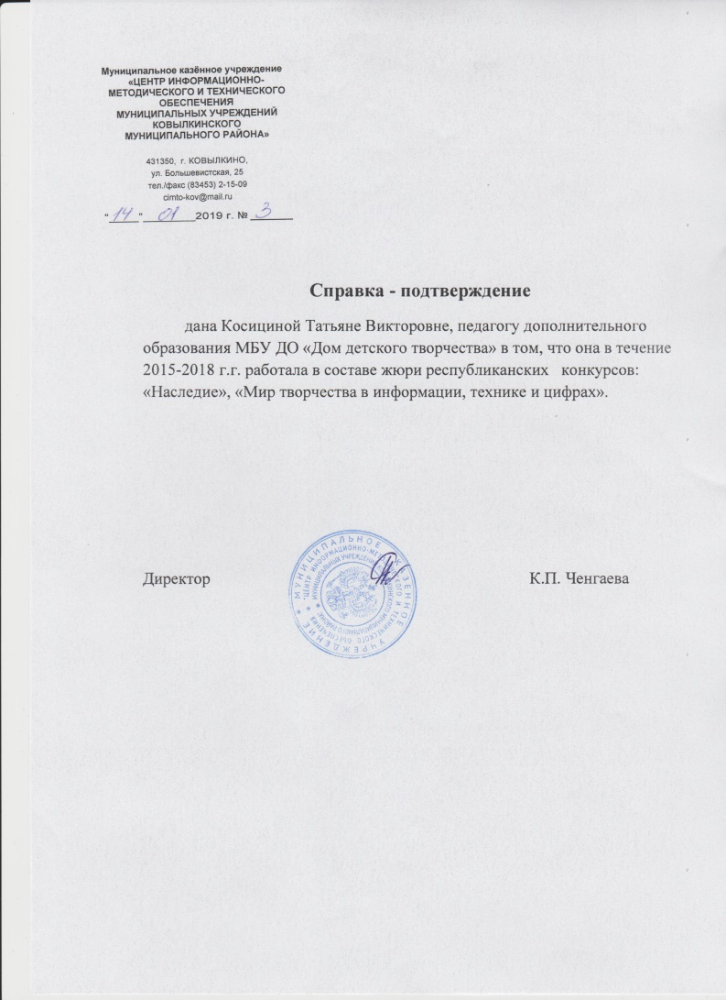 Муниципальное казённое учреждение
«ЦЕНТР ИНФОРМАЦИОННО-
МЕТОДИЧЕСКОГО И ТЕХНИЧЕСКОГО
ОБЕСПЕЧЕНИЯ
МУНИЦИПАЛЬНЫХ УЧРЕЖДЕНИЙ
КОВЫЛКИНСКОГО
МУНИЦИПАЛЬНОГО РАЙОНА»
431350, г. КОВЫЛКИНО,
ул. Большевистская, 25
тел./факс (83453) 2-15-09
cimto-kov@mail.ru
"14" 01 2019 г. № 3
Справка - подтверждение
дана Косициной Татьяне Викторовне, педагогу дополнительного
образования МБУ ДО «Дом детского творчества» в том, что она в течение
2015-2018 г.г. работала в составе жюри республиканских конкурсов:
«Наследие», «Мир творчества в информации, технике и цифрах».
Директор К.П. Ченгаева
МУНИЦИПАЛЬНОЕ КАЗЕННОЕ УЧРЕЖДЕНИЕ